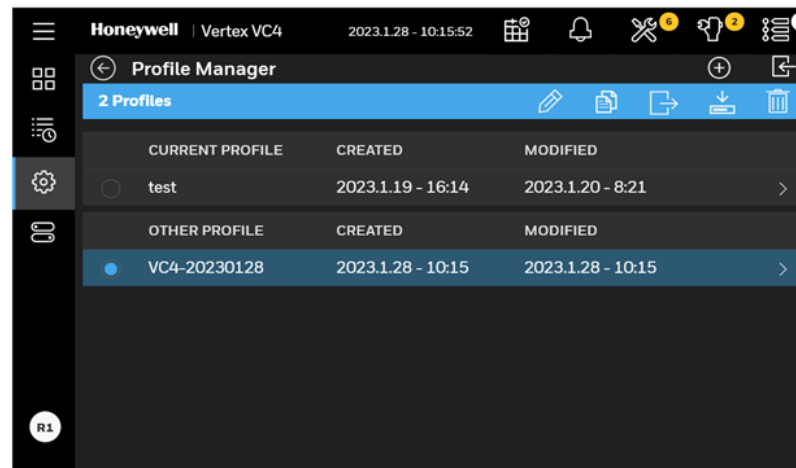 Honeywell | Vertex VC4 2023.1.28 - 10:15:52 6 2
Profile Manager
2 Profiles
CURRENT PROFILE CREATED MODIFIED
test 2023.1.19 - 16:14 2023.1.20 - 8:21
OTHER PROFILE CREATED MODIFIED
VC4-20230128 2023.1.28 - 10:15 2023.1.28 - 10:15
R1